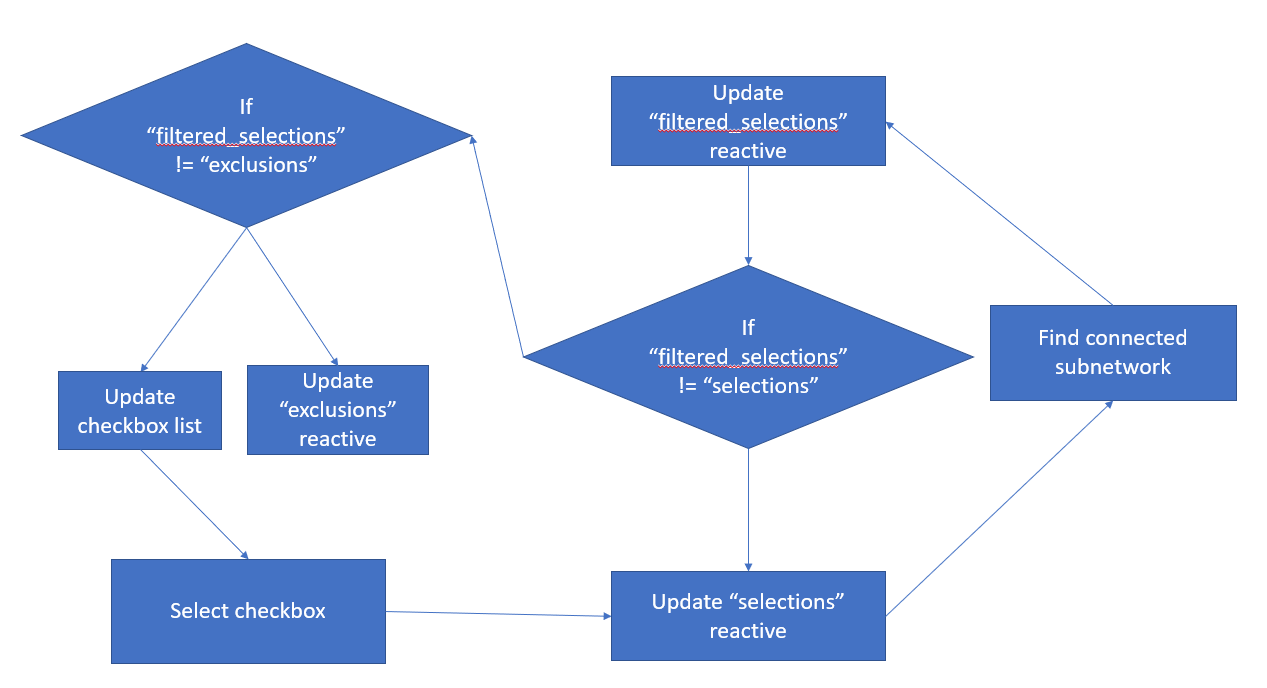 If
“filtered_selections”
!= “exclusions”
Update
“filtered_selections”
reactive
If
“filtered_selections”
!= “selections”
Find connected
subnetwork
Update
checkbox list
Update
“exclusions”
reactive
Select checkbox
Update “selections”
reactive